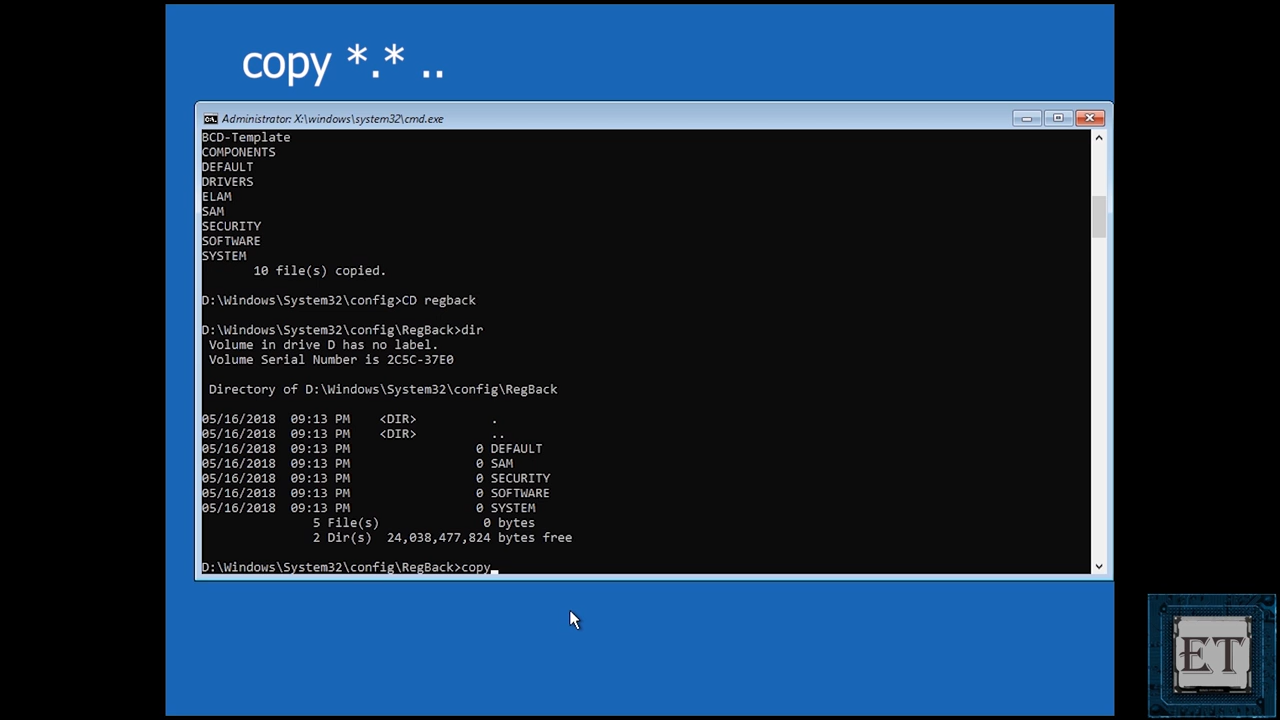 copy *.* ..
Administrator: X:\windows\system32\cmd.exe
BCD-Template
COMPONENTS
DEFAULT
DRIVERS
ELAM
SAM
SECURITY
SOFTWARE
SYSTEM
10 file(s) copied.
D:\Windows\System32\config>CD regback
D:\Windows\System32\config\RegBack>dir
Volume in drive D has no label.
Volume Serial Number is 2C5C-37E0
Directory of D:\Windows\System32\config\RegBack
05/16/2018  09:13 PM    <DIR>          .
05/16/2018  09:13 PM    <DIR>          ..
05/16/2018  09:13 PM                 0 DEFAULT
05/16/2018  09:13 PM                 0 SAM
05/16/2018  09:13 PM                 0 SECURITY
05/16/2018  09:13 PM                 0 SOFTWARE
05/16/2018  09:13 PM                 0 SYSTEM
5 File(s)              0 bytes
2 Dir(s)  24,038,477,824 bytes free
D:\Windows\System32\config\RegBack>copy
ET